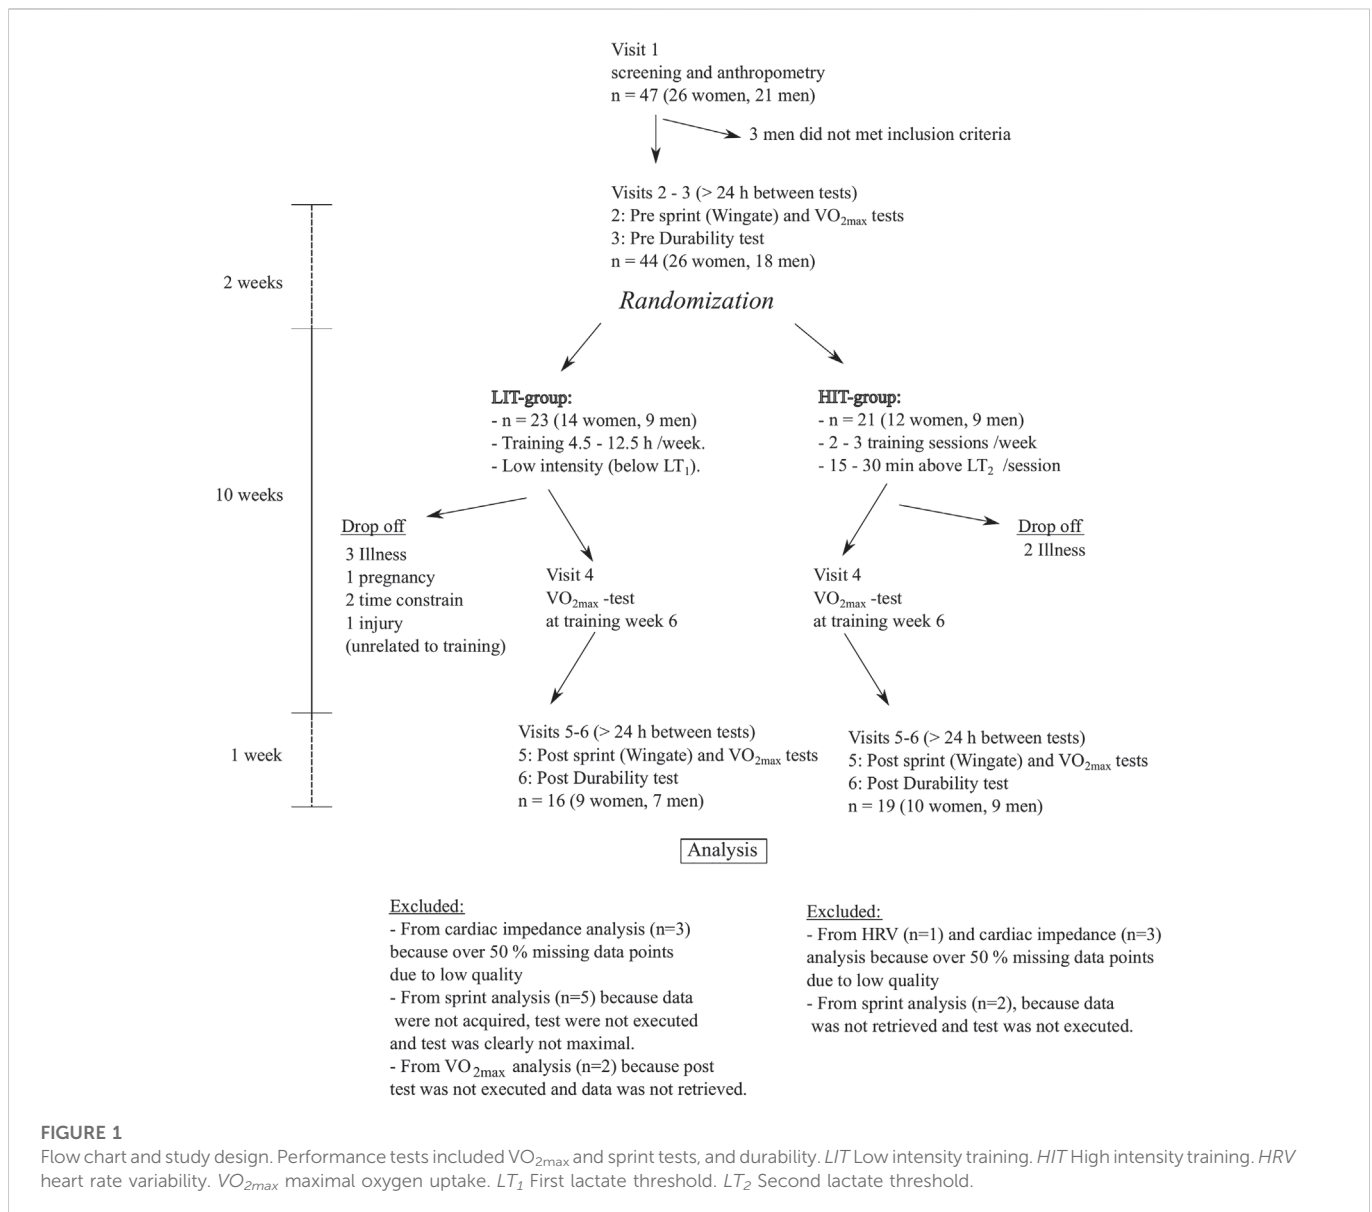 Visit 1
screening and anthropometry
n = 47 (26 women, 21 men)
3 men did not met inclusion criteria
Visits 2 - 3 (> 24 h between tests)
2: Pre sprint (Wingate) and VO2max tests
3: Pre Durability test
n = 44 (26 women, 18 men)
2 weeks
Randomization
LIT-group:
- n = 23 (14 women, 9 men)
- Training 4.5 - 12.5 h /week.
- Low intensity (below LT1).
HIT-group:
- n = 21 (12 women, 9 men)
- 2 - 3 training sessions /week
- 15 - 30 min above LT2 /session
10 weeks
Drop off
3 Illness
1 pregnancy
2 time constrain
1 injury
(unrelated to training)
Visit 4
VO2max -test
at training week 6
Visit 4
VO2max -test
at training week 6
Drop off
2 Illness
1 week
Visits 5-6 (> 24 h between tests)
5: Post sprint (Wingate) and VO2max tests
6: Post Durability test
n = 16 (9 women, 7 men)
Visits 5-6 (> 24 h between tests)
5: Post sprint (Wingate) and VO2max tests
6: Post Durability test
n = 19 (10 women, 9 men)
Analysis
Excluded:
- From cardiac impedance analysis (n=3)
because over 50 % missing data points
due to low quality
- From sprint analysis (n=5) because data
were not acquired, test were not executed
and test was clearly not maximal.
- From VO2max analysis (n=2) because post
test was not executed and data was not retrieved.
Excluded:
- From HRV (n=1) and cardiac impedance (n=3)
analysis because over 50 % missing data points
due to low quality
- From sprint analysis (n=2), because data
was not retrieved and test was not executed.
FIGURE 1
Flow chart and study design. Performance tests included VO2max and sprint tests, and durability. LIT Low intensity training. HIT High intensity training. HRV
heart rate variability. VO2max maximal oxygen uptake. LT1 First lactate threshold. LT2 Second lactate threshold.